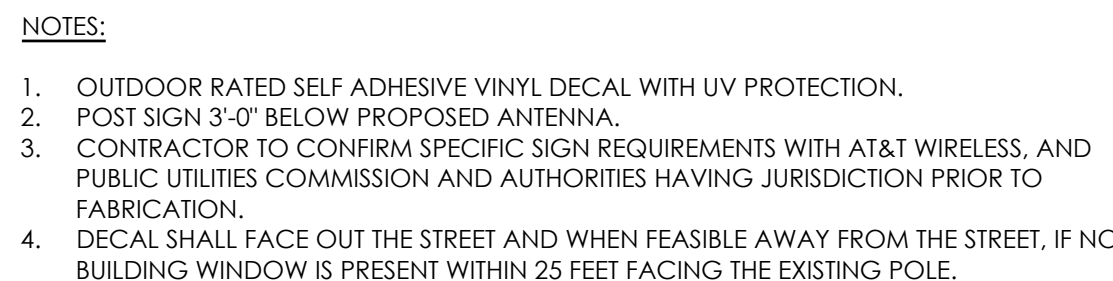 NOTES:
1. OUTDOOR RATED SELF ADHESIVE VINYL DECAL WITH UV PROTECTION.
2. POST SIGN 3'-0" BELOW PROPOSED ANTENNA.
3. CONTRACTOR TO CONFIRM SPECIFIC SIGN REQUIREMENTS WITH AT&T WIRELESS, AND
PUBLIC UTILITIES COMMISSION AND AUTHORITIES HAVING JURISDICTION PRIOR TO
FABRICATION.
4. DECAL SHALL FACE OUT THE STREET AND WHEN FEASIBLE AWAY FROM THE STREET, IF NO
BUILDING WINDOW IS PRESENT WITHIN 25 FEET FACING THE EXISTING POLE.